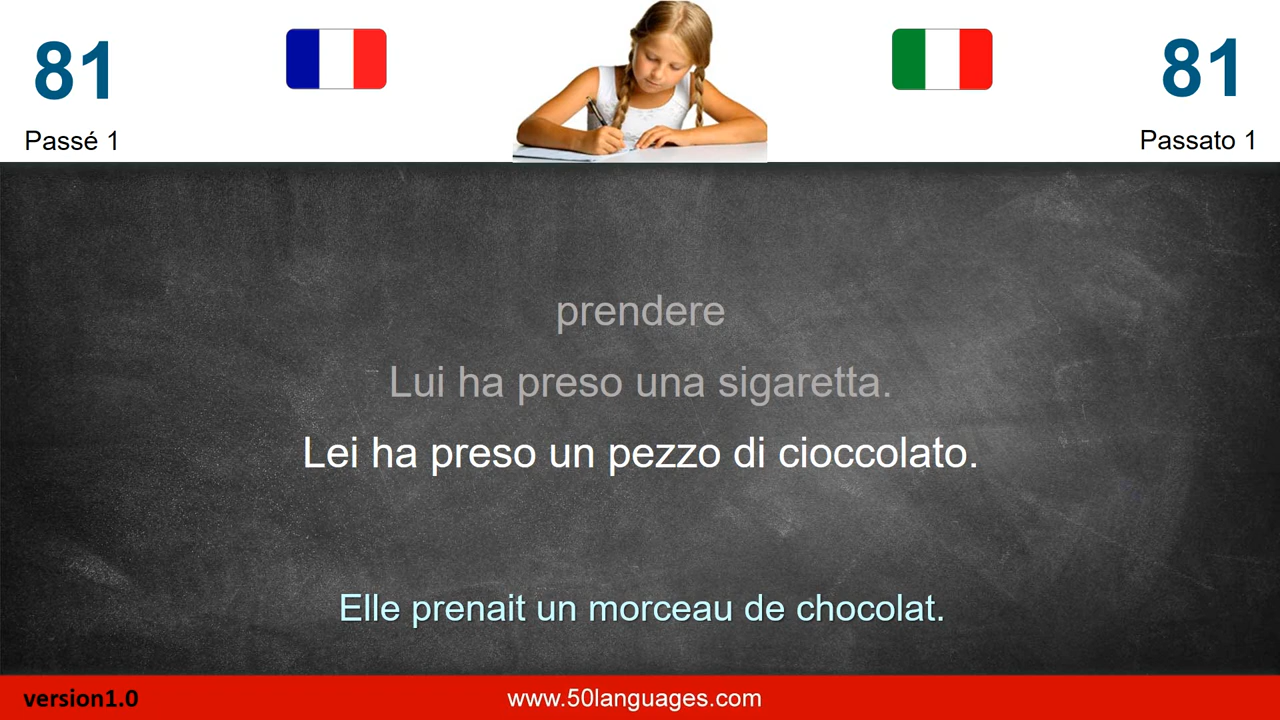 81
81
Passé 1
Passato 1
prendere
Lui ha preso una sigaretta.
Lei ha preso un pezzo di cioccolato.
Elle prenait un morceau de chocolat.
version1.0
www.50languages.com